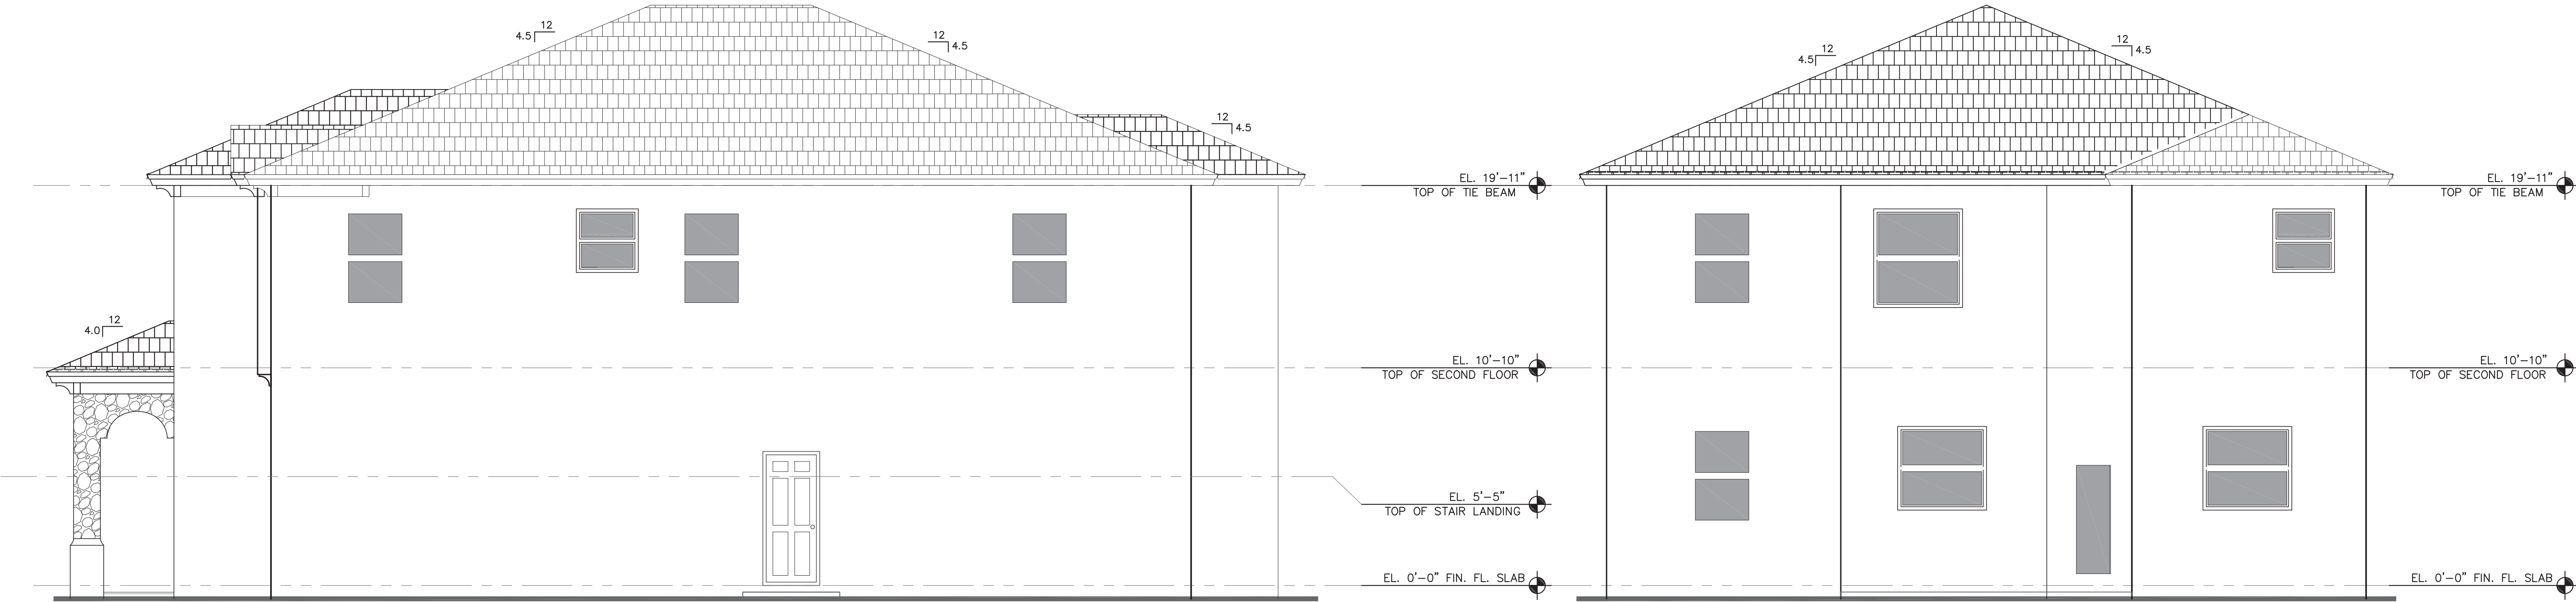 12
4.5
12
4.5
12
4.5
12
4.0
EL. 19'-11"
TOP OF TIE BEAM
EL. 10'-10"
TOP OF SECOND FLOOR
EL. 5'-5"
TOP OF STAIR LANDING
EL. 0'-0" FIN. FL. SLAB
12
4.5
12
4.5
EL. 19'-11"
TOP OF TIE BEAM
EL. 10'-10"
TOP OF SECOND FLOOR
EL. 0'-0" FIN. FL. SLAB